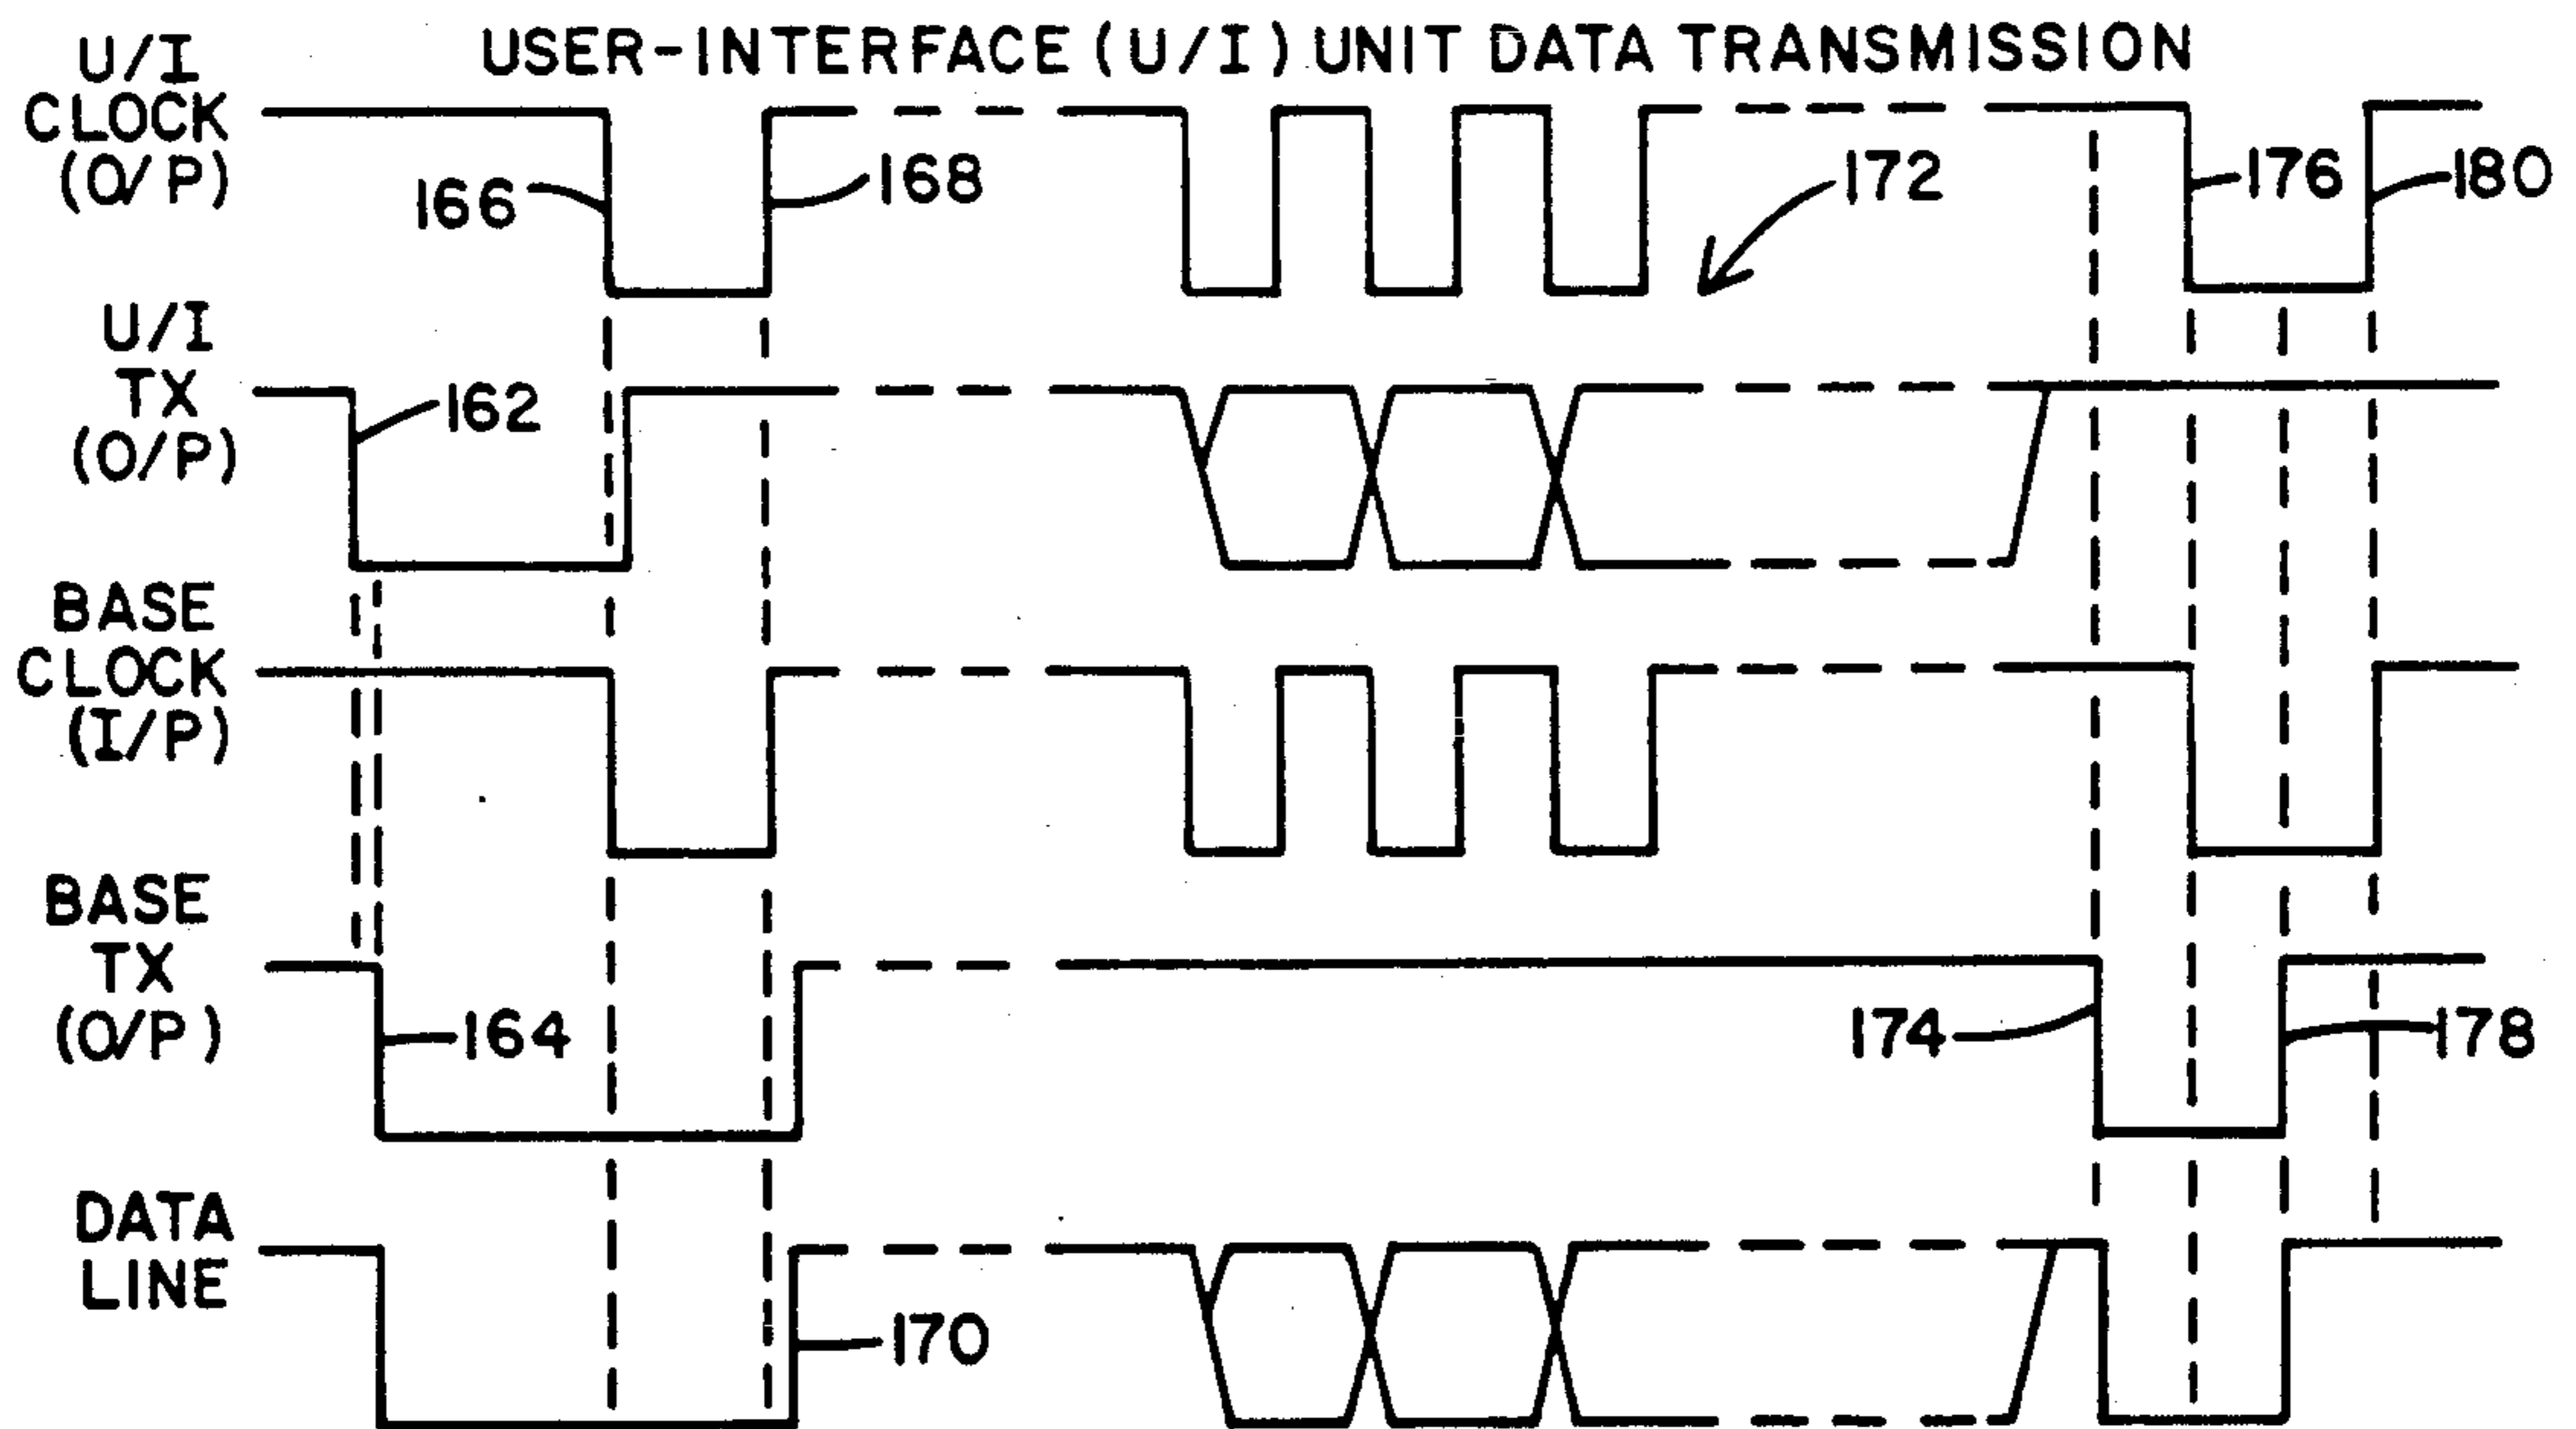 USER-INTERFACE (U/I) UNIT DATA TRANSMISSION
U/I
CLOCK
(O/P)
166
168
172
176
180
U/I
TX
(O/P)
162
BASE
CLOCK
(I/P)
BASE
TX
(O/P)
164
174
178
DATA
LINE
170